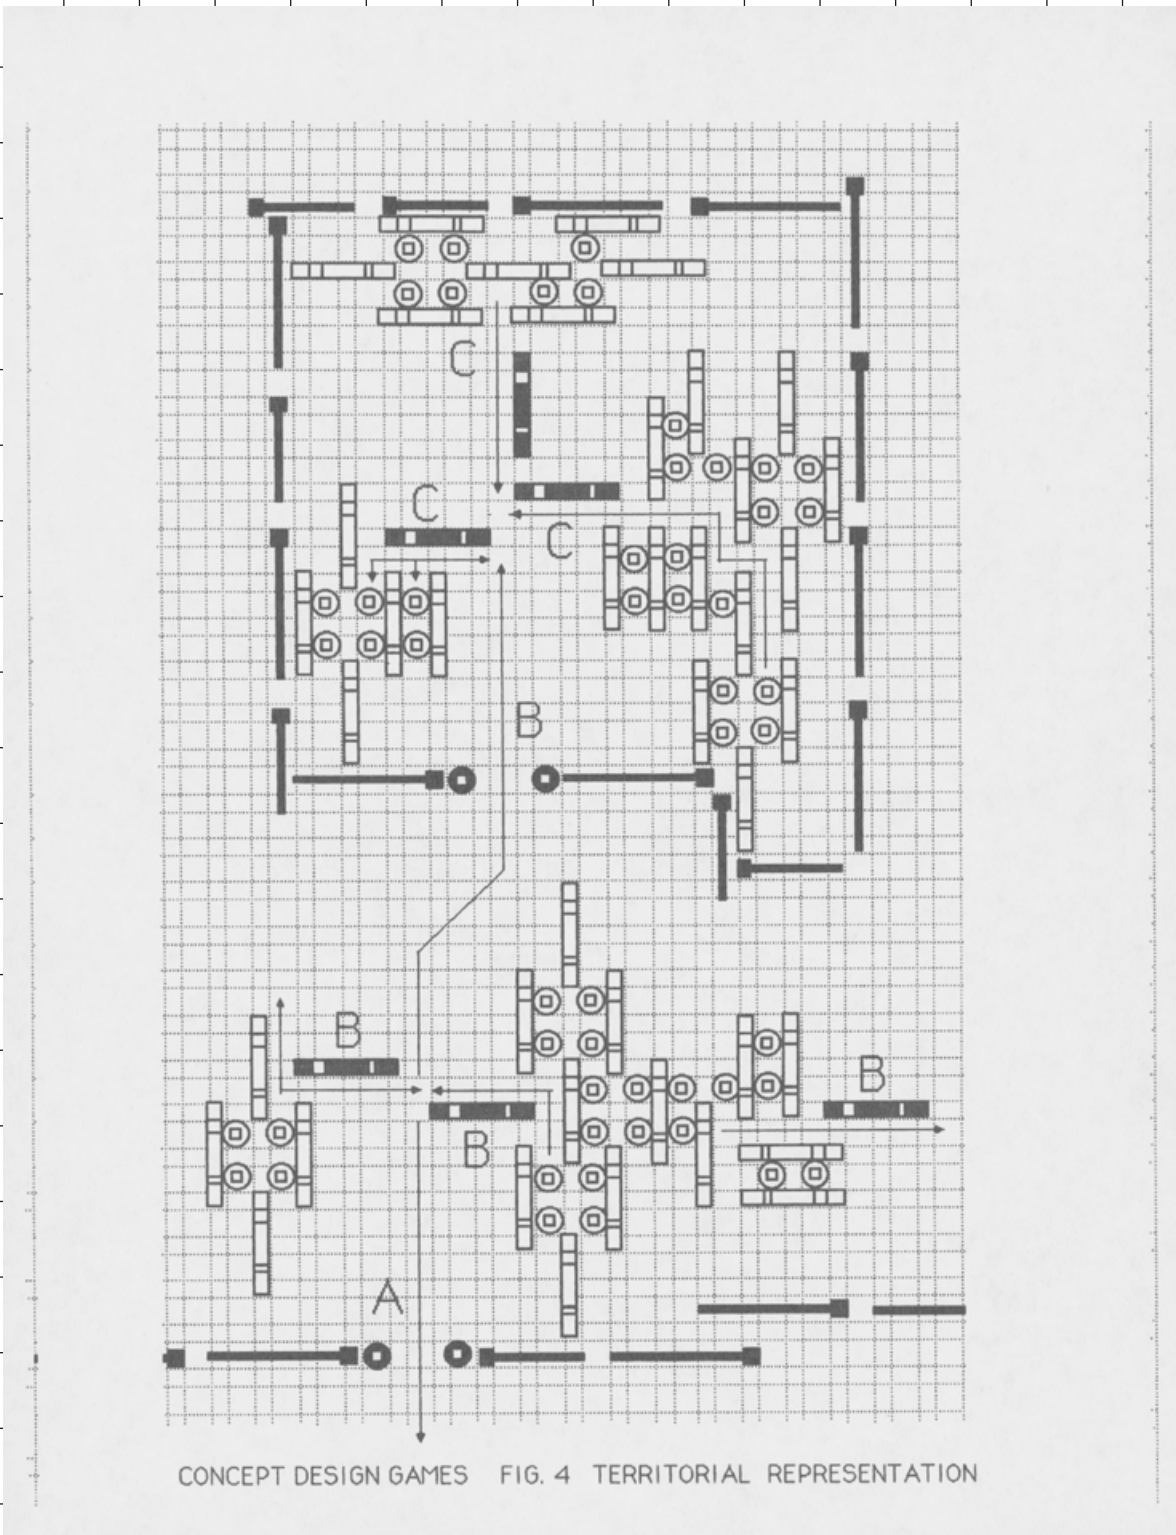 C
C
C
B
B
B
B
A
CONCEPT DESIGN GAMES FIG. 4 TERRITORIAL REPRESENTATION